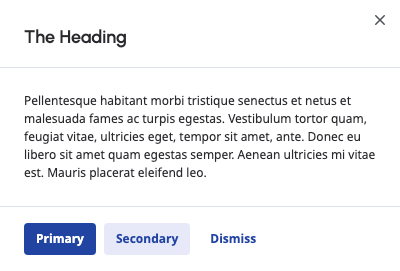 The Heading
Pellentesque habitant morbi tristique senectus et netus et
malesuada fames ac turpis egestas. Vestibulum tortor quam,
feugiat vitae, ultricies eget, tempor sit amet, ante. Donec eu
libero sit amet quam egestas semper. Aenean ultricies mi vitae
est. Mauris placerat eleifend leo.
Primary Secondary Dismiss